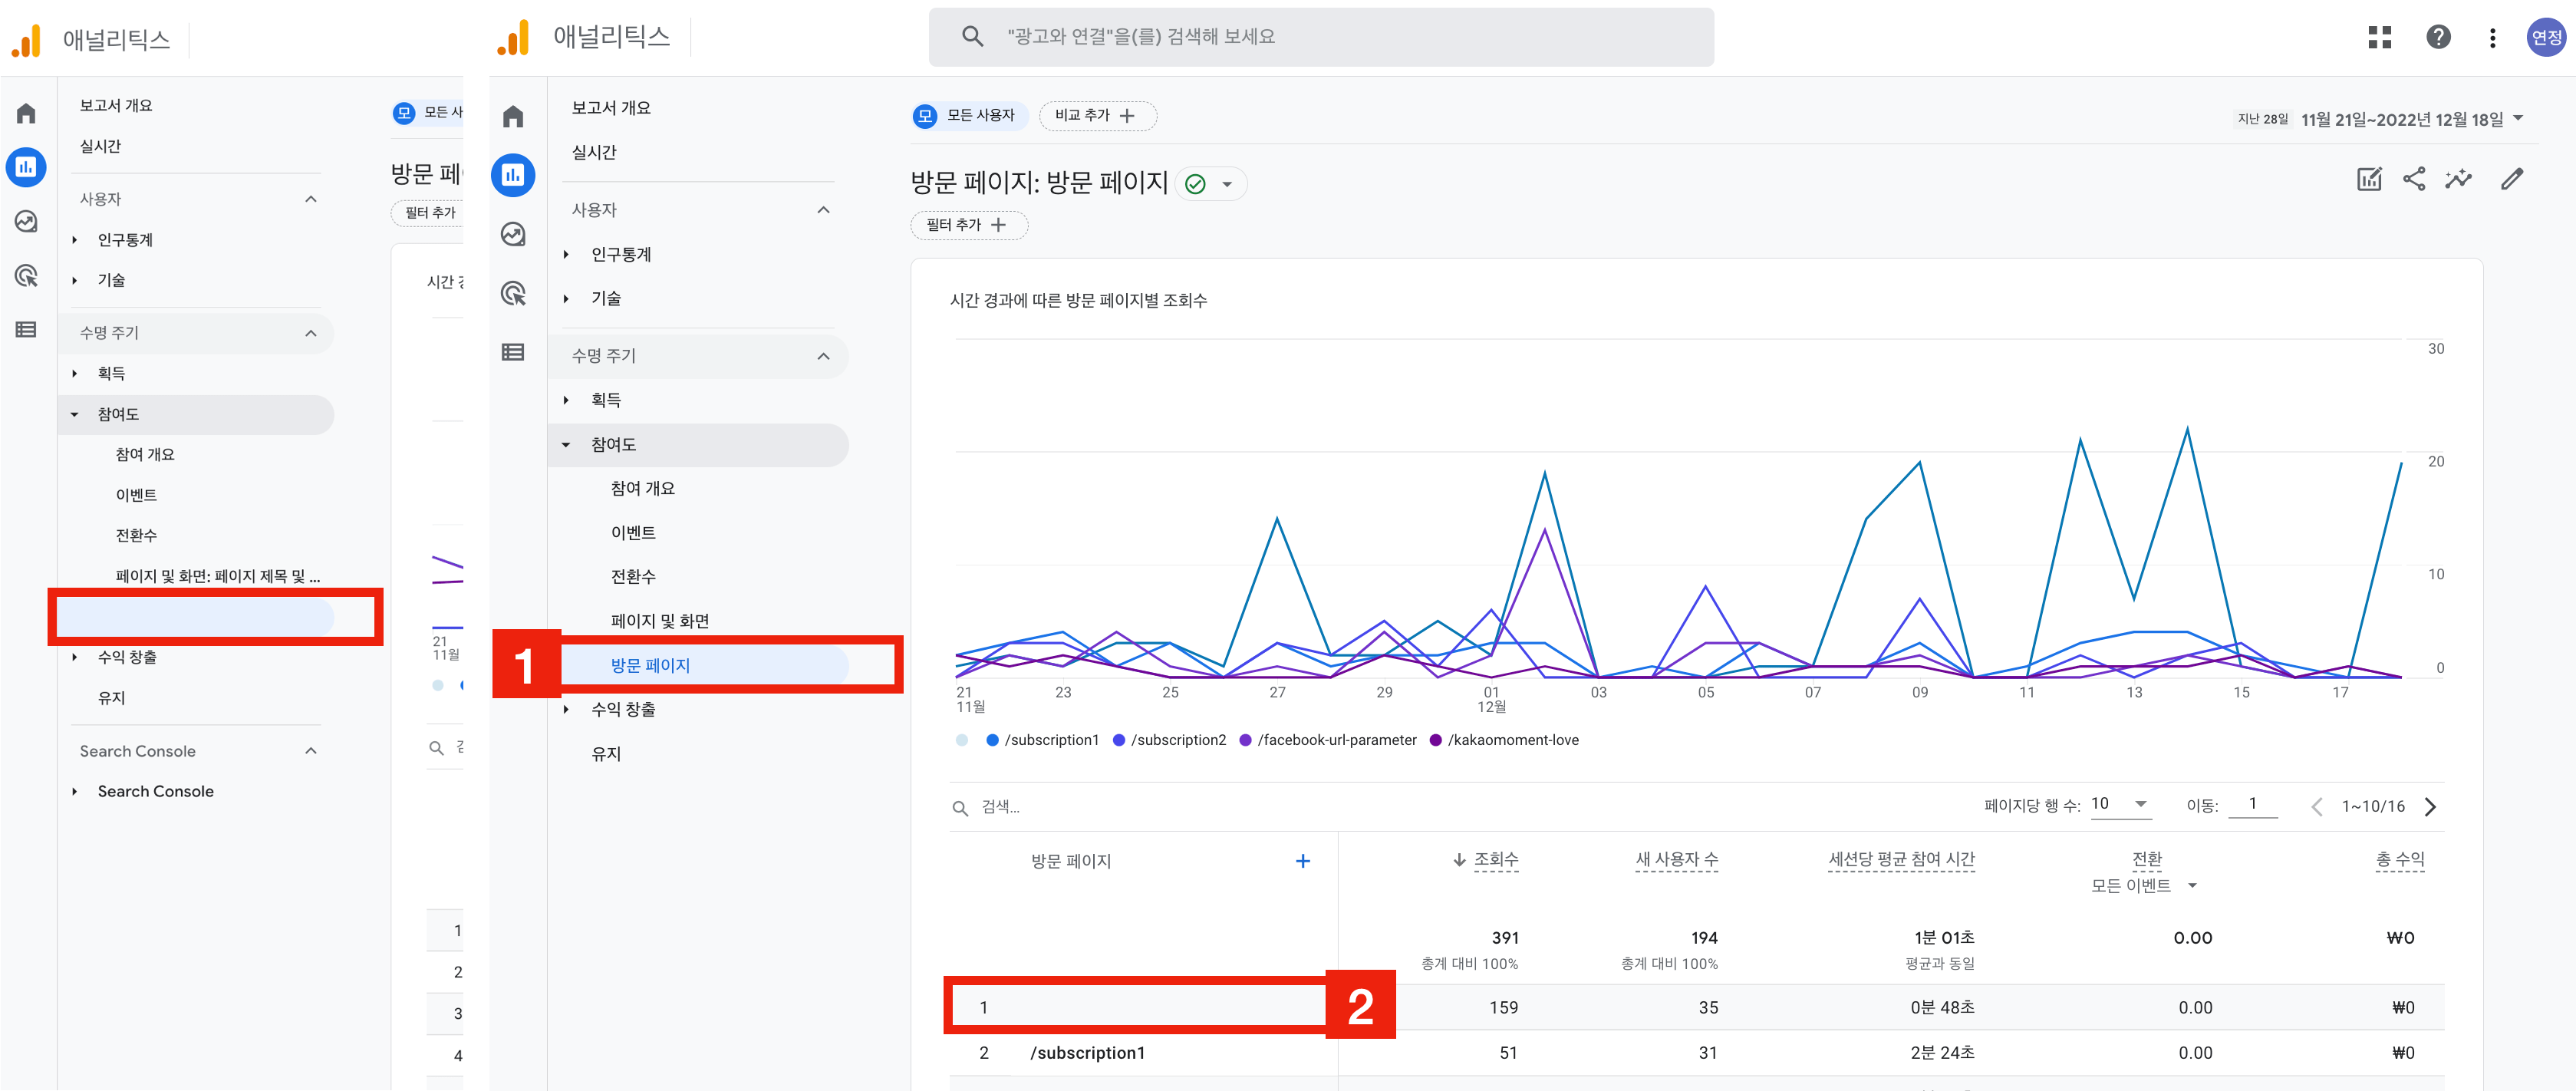 애널리틱스
보고서 개요
실시간
사용자
인구통계
기술
수명 주기
획득
참여도
참여 개요
이벤트
전환수
페이지 및 화면: 페이지 제목 및 ...
수익 창출
유지
Search Console
Search Console
모 모든 사
방문 페
필터 추가
시간
21
11월
1
2
3
4
애널리틱스
"광고와 연결"을(를) 검색해 보세요
연정
보고서 개요
실시간
사용자
인구통계
기술
수명 주기
획득
참여도
참여 개요
이벤트
전환수
페이지 및 화면
1 방문 페이지
수익 창출
유지
모 모든 사용자 비교 추가 +
지난 28일 11월 21일~2022년 12월 18일
방문 페이지: 방문 페이지
필터 추가 +
시간 경과에 따른 방문 페이지별 조회수
30
20
10
0
21 23 25 27 29 01 03 05 07 09 11 13 15 17
11월 12월
/subscription1 /subscription2 /facebook-url-parameter /kakaomoment-love
검색... 페이지당 행 수: 10 이동: 1 1~10/16
방문 페이지 + ↓ 조회수 새 사용자 수 세션당 평균 참여 시간 전환 총 수익
모든 이벤트
391 194 1분 01초 0.00 ₩0
총계 대비 100% 총계 대비 100% 평균과 동일
1 2 159 35 0분 48초 0.00 ₩0
2 /subscription1 51 31 2분 24초 0.00 ₩0